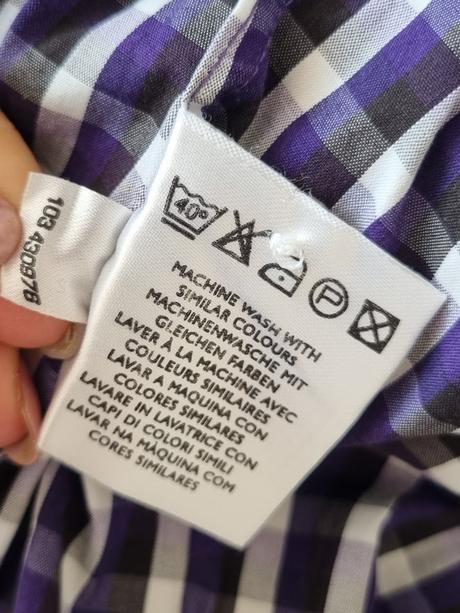 103 430976
40°
P
MACHINE WASH WITH
SIMILAR COLOURS
MACHINENWASCHE MIT
GLEICHEN FARBEN
LAVER À LA MACHINE AVEC
COULEURS SIMILAIRES
LAVAR A MAQUINA CON
COLORES SIMILARES
LAVARE IN LAVATRICE CON
CAPI DI COLORI SIMILI
LAVAR NA MAQUINA COM
CORES SIMILARES